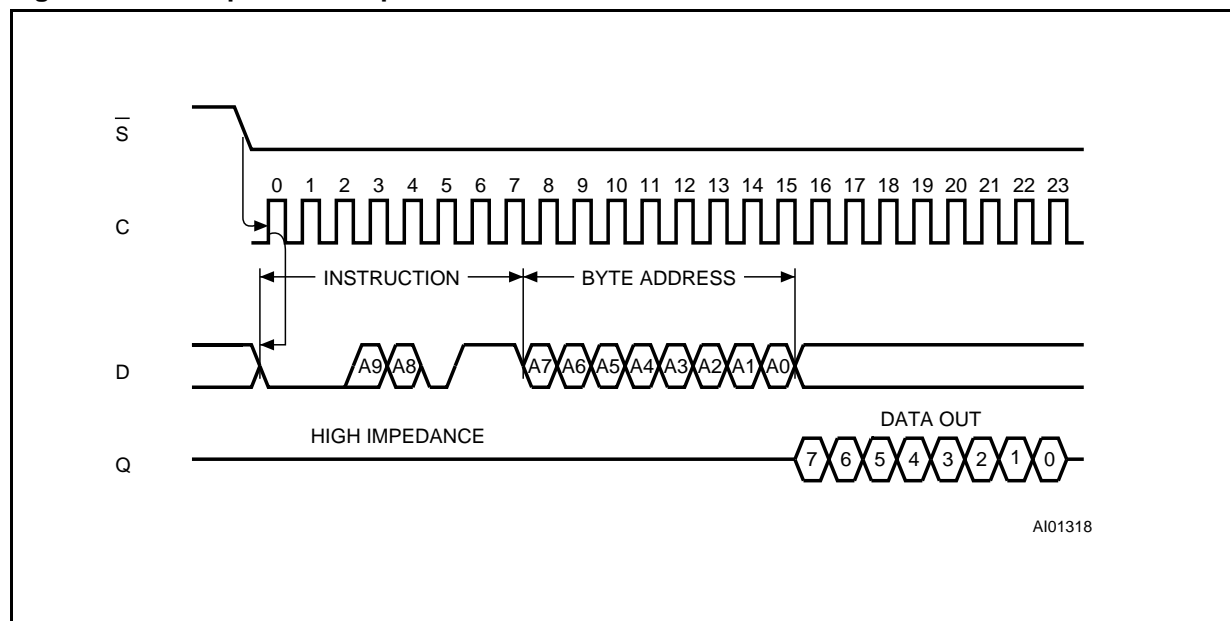 S
0 1 2 3 4 5 6 7 8 9 10 11 12 13 14 15 16 17 18 19 20 21 22 23
C
INSTRUCTION BYTE ADDRESS
D A9 A8 A7 A6 A5 A4 A3 A2 A1 A0
HIGH IMPEDANCE DATA OUT
Q 7 6 5 4 3 2 1 0
AI01318